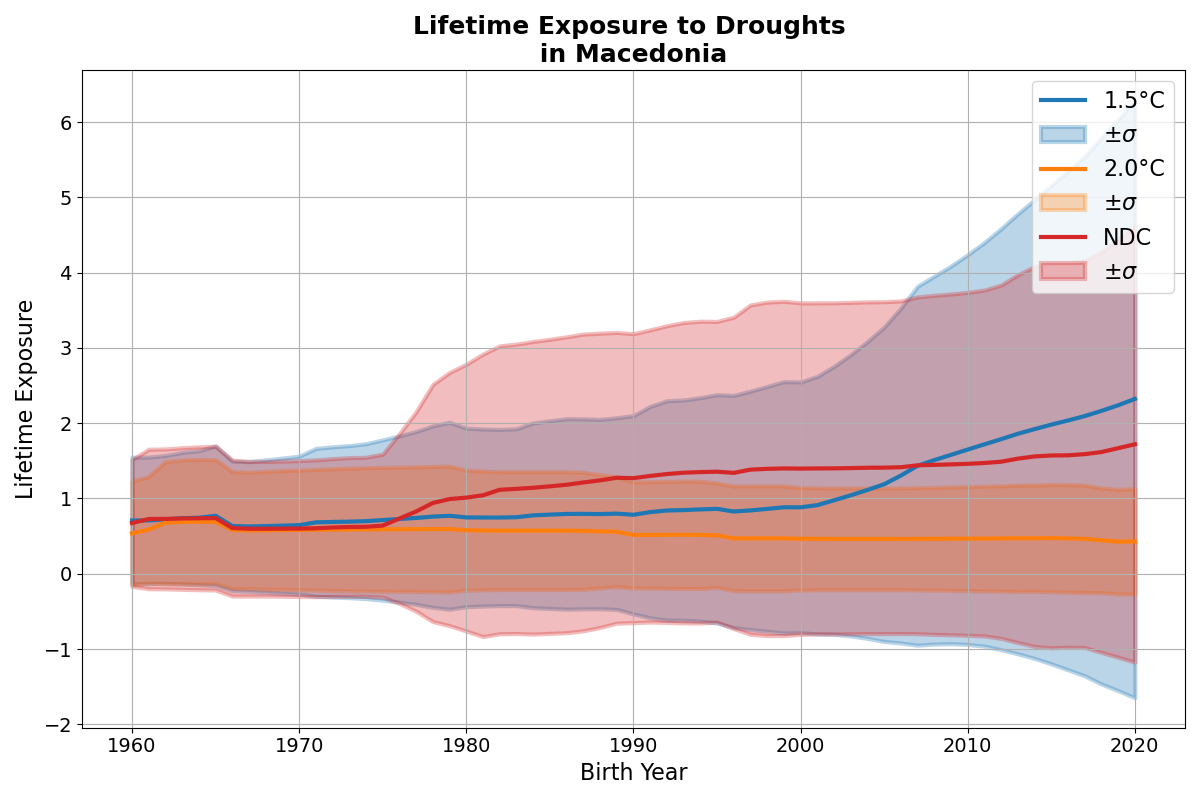 Lifetime Exposure to Droughts
in Macedonia
Lifetime Exposure
6
5
4
3
2
1
0
−1
−2
1960 1970 1980 1990 2000 2010 2020
Birth Year
1.5°C
±σ
2.0°C
±σ
NDC
±σ